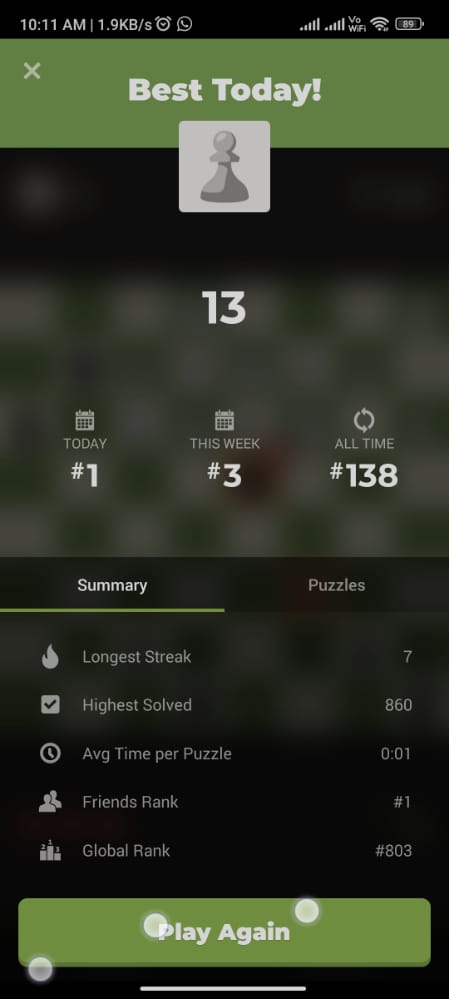 10:11 AM | 1.9KB/s
Vo
WiFi
89
Best Today!
13
TODAY
THIS WEEK
ALL TIME
#1
#3
#138
Summary
Puzzles
Longest Streak
7
Highest Solved
860
Avg Time per Puzzle
0:01
Friends Rank
#1
Global Rank
#803
Play Again